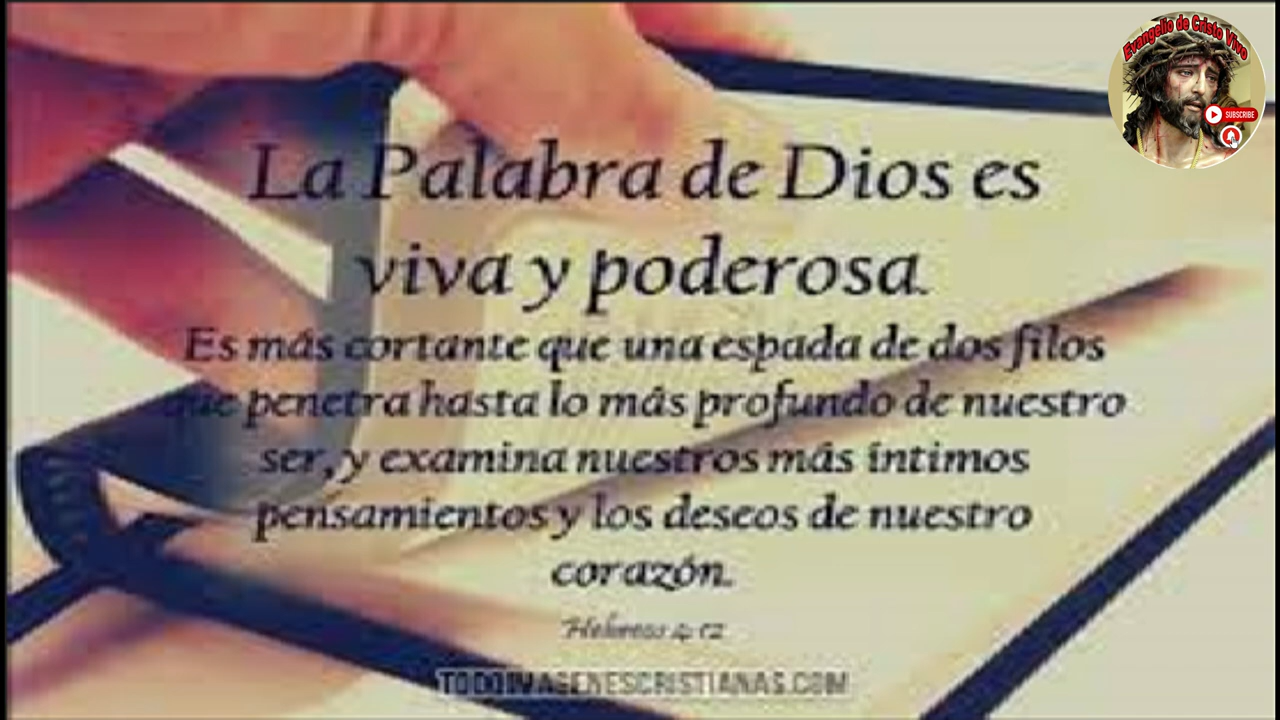 Evangelio de Cristo Vivo
SUBSCRIBE
La Palabra de Dios es
viva y poderosa.
Es más cortante que una espada de dos filos
que penetra hasta lo más profundo de nuestro
ser, y examina nuestros más íntimos
pensamientos y los deseos de nuestro
corazón.
Hebreos 4:12
TODOIMAGENESCRISTIANAS.COM